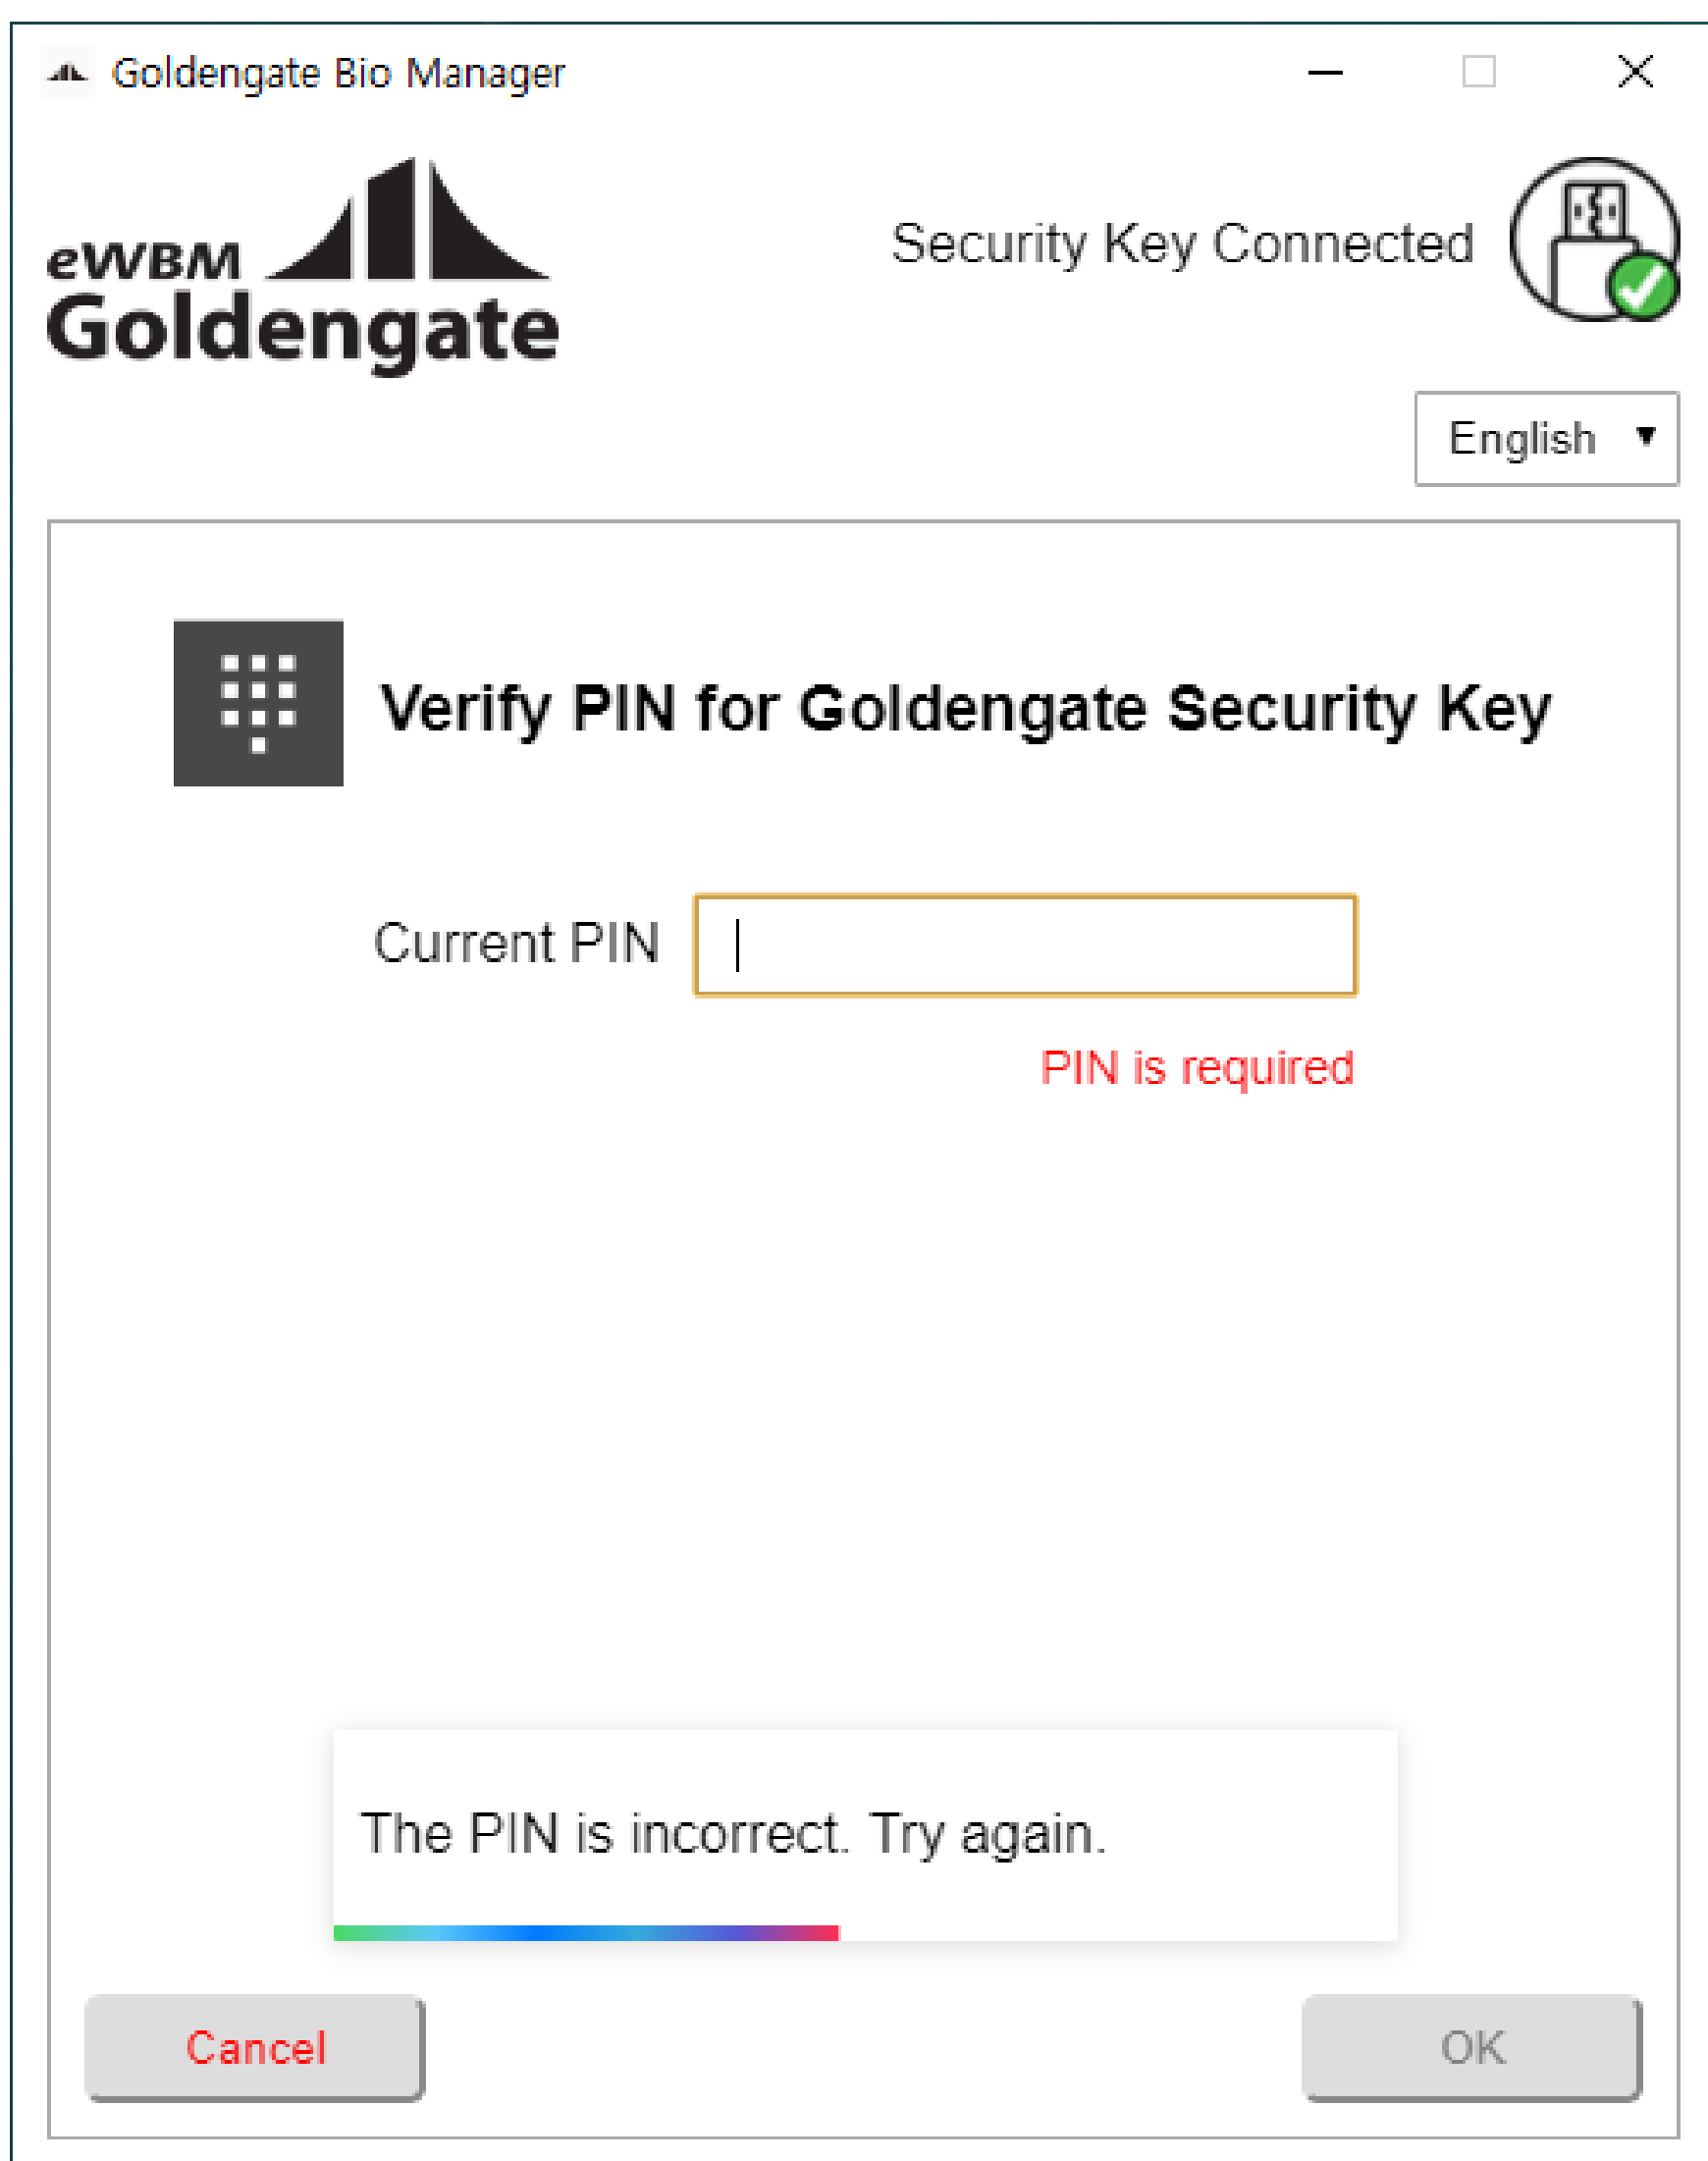 Goldengate Bio Manager
eWBM
Goldengate
Security Key Connected
English
Verify PIN for Goldengate Security Key
Current PIN
PIN is required
The PIN is incorrect. Try again.
Cancel
OK